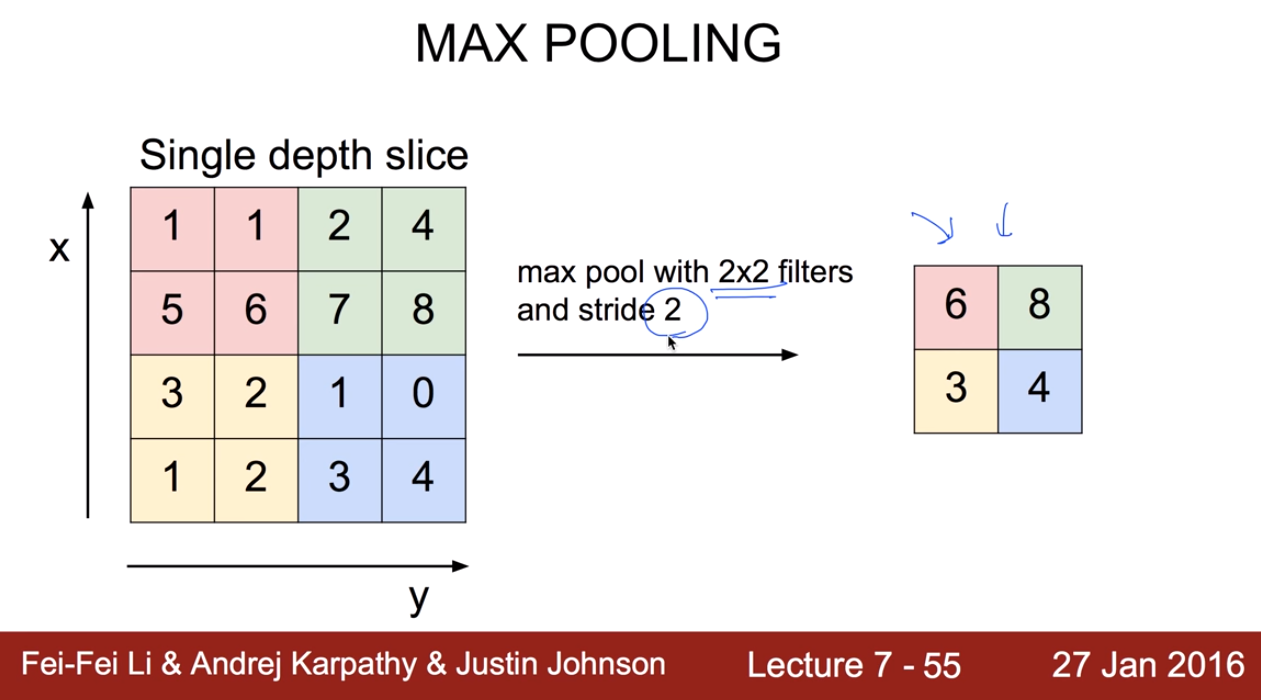 MAX POOLING
Single depth slice
x
1 1 2 4
5 6 7 8
3 2 1 0
1 2 3 4
y
max pool with 2x2 filters
and stride 2
6 8
3 4
Fei-Fei Li & Andrej Karpathy & Justin Johnson
Lecture 7 - 55
27 Jan 2016